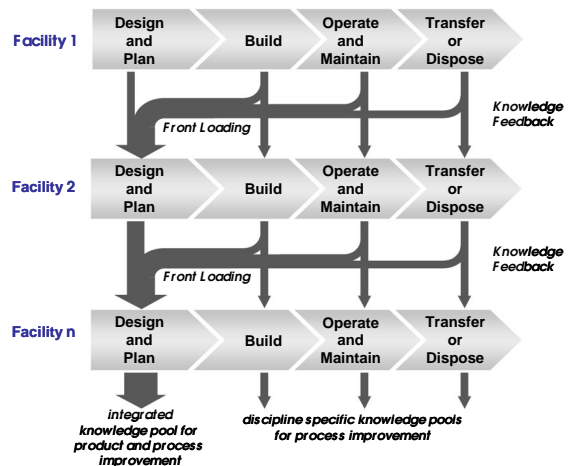 Facility 1
Design
and
Plan
Build
Operate
and
Maintain
Transfer
or
Dispose
Front Loading
Knowledge
Feedback
Facility 2
Design
and
Plan
Build
Operate
and
Maintain
Transfer
or
Dispose
Front Loading
Knowledge
Feedback
Facility n
Design
and
Plan
Build
Operate
and
Maintain
Transfer
or
Dispose
integrated
knowledge pool for
product and process
improvement
discipline specific knowledge pools
for process improvement